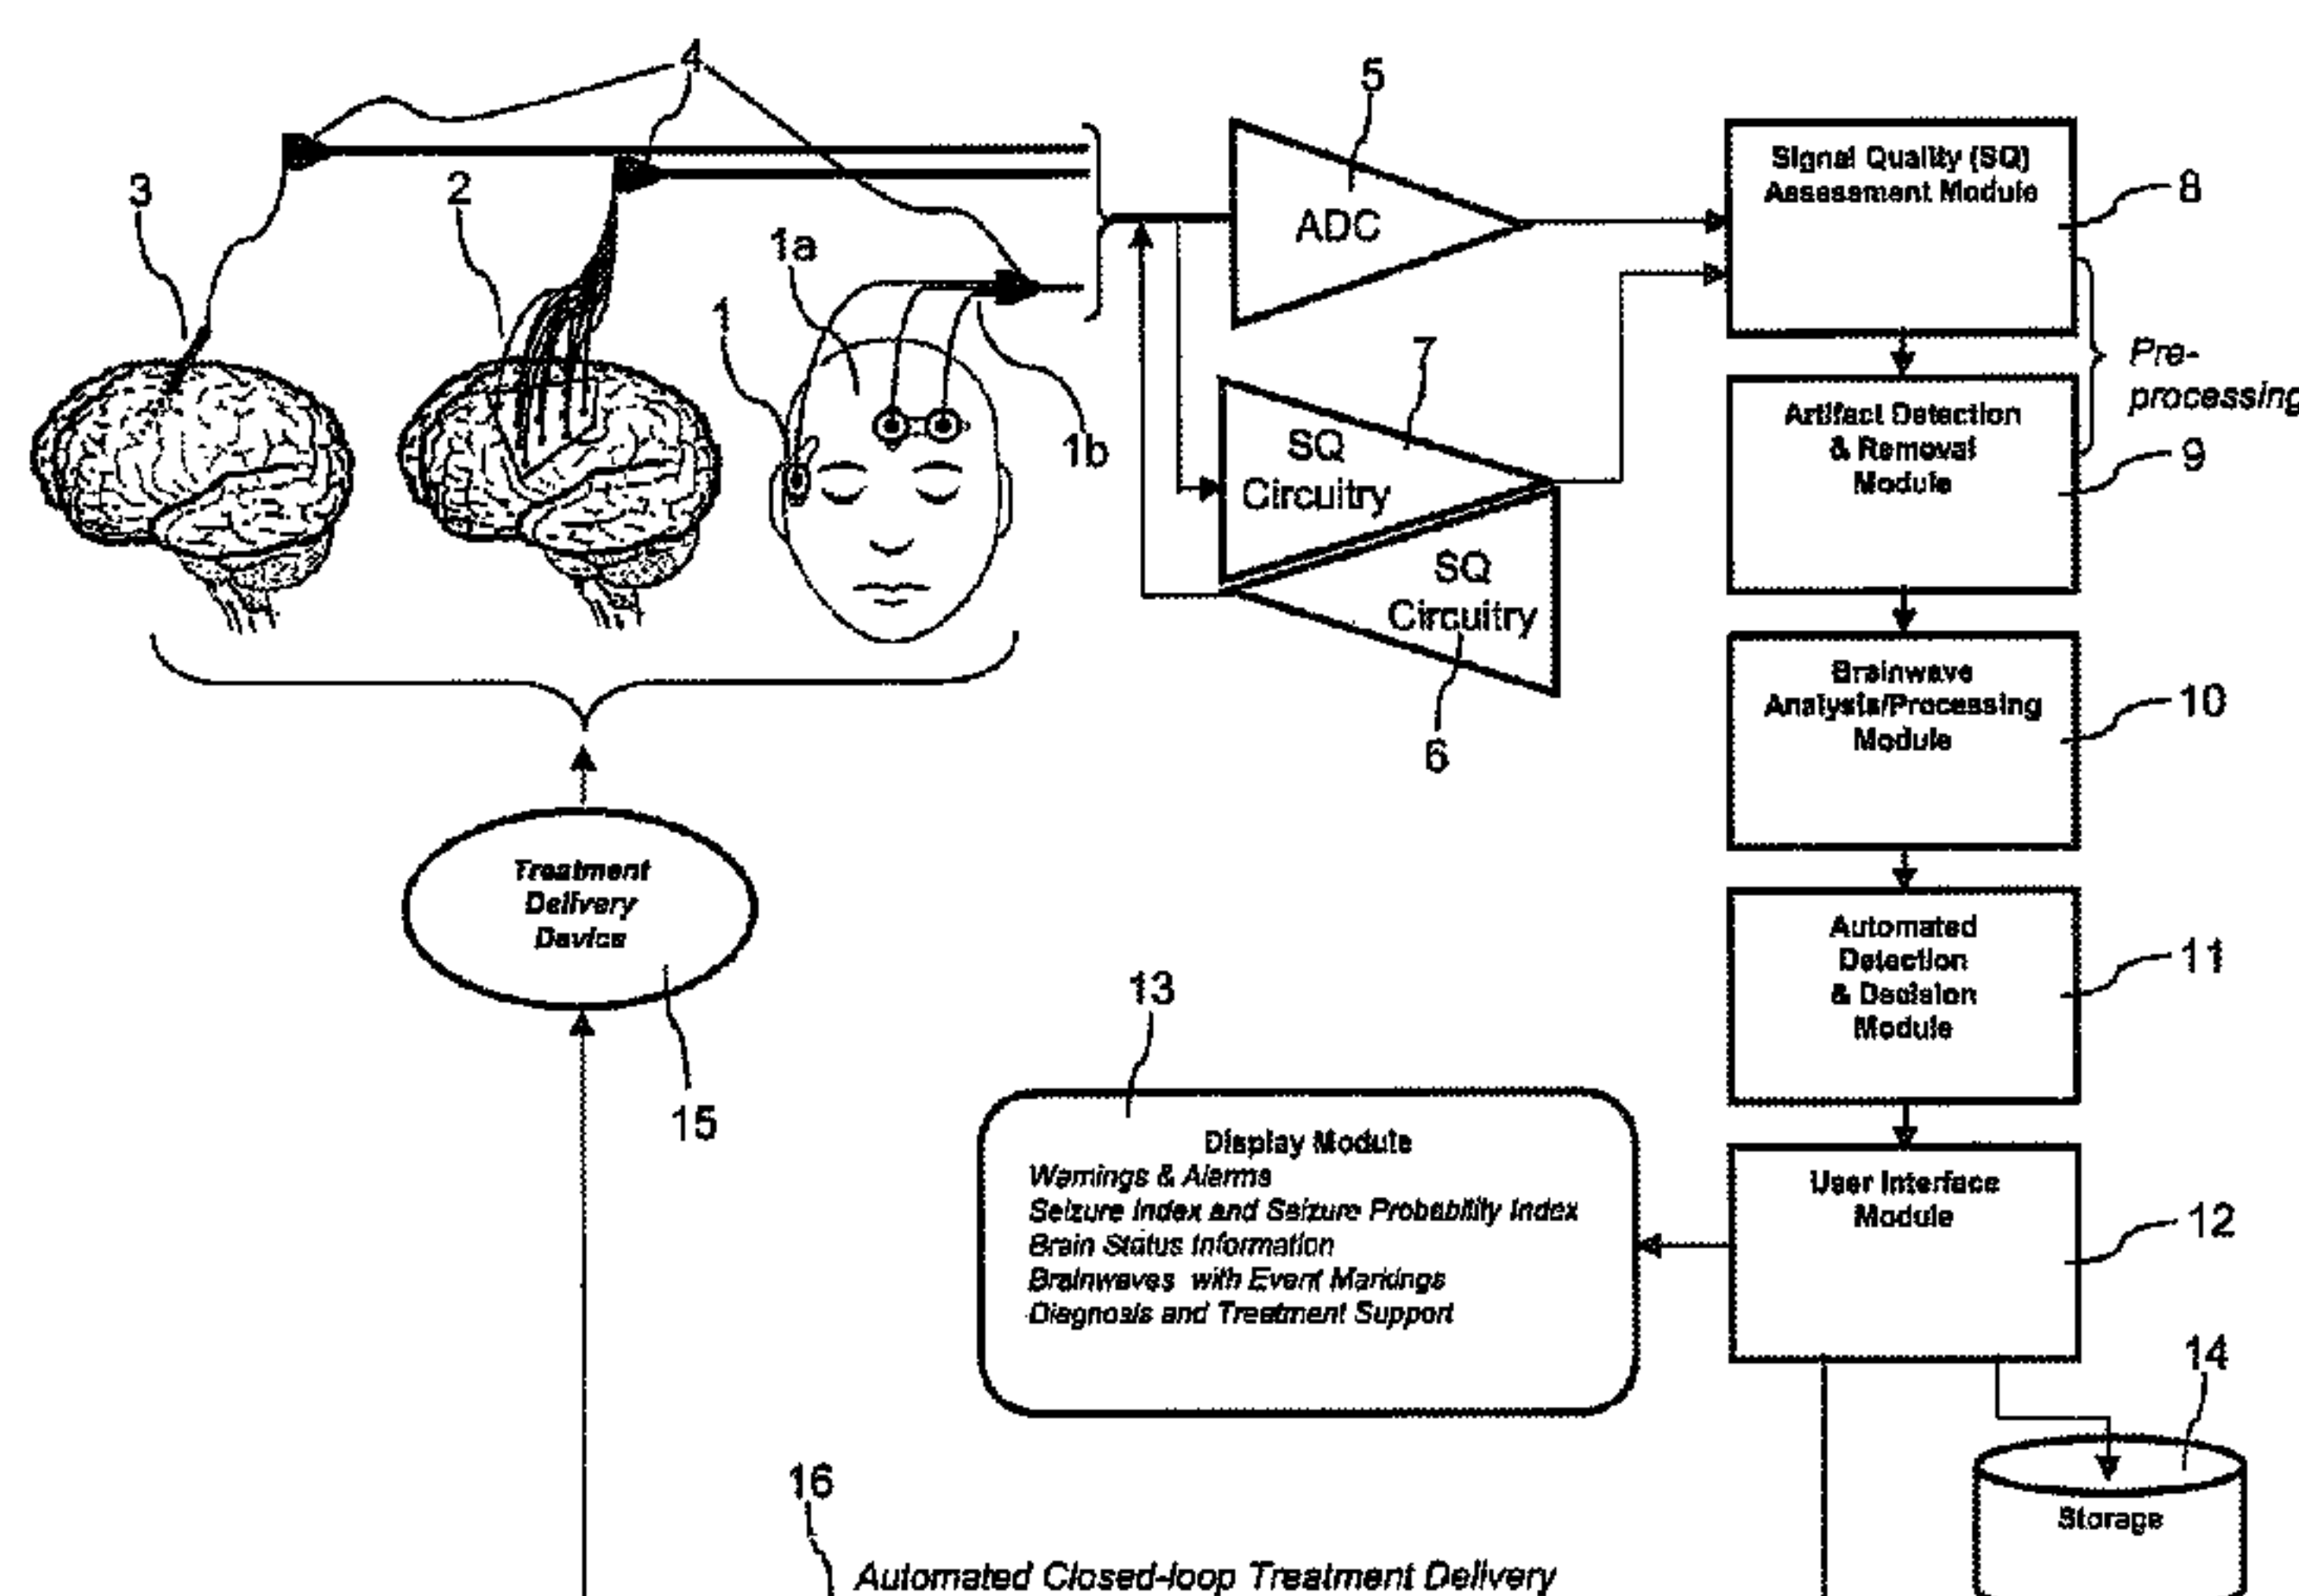 4
5
3
2
1a
1
1b
ADC
Signal Quality (SQ)
Assessment Module
8
7
SQ
Circuitry
SQ
Circuitry
6
Pre-
processing
Artifact Detection
& Removal
Module
9
Brainwave
Analysis/Processing
Module
10
Treatment
Delivery
Device
15
Automated
Detection
& Decision
Module
11
13
Display Module
Warnings & Alarms
Seizure Index and Seizure Probability Index
Brain Status Information
Brainwaves with Event Markings
Diagnosis and Treatment Support
User Interface
Module
12
14
Storage
16
Automated Closed-loop Treatment Delivery